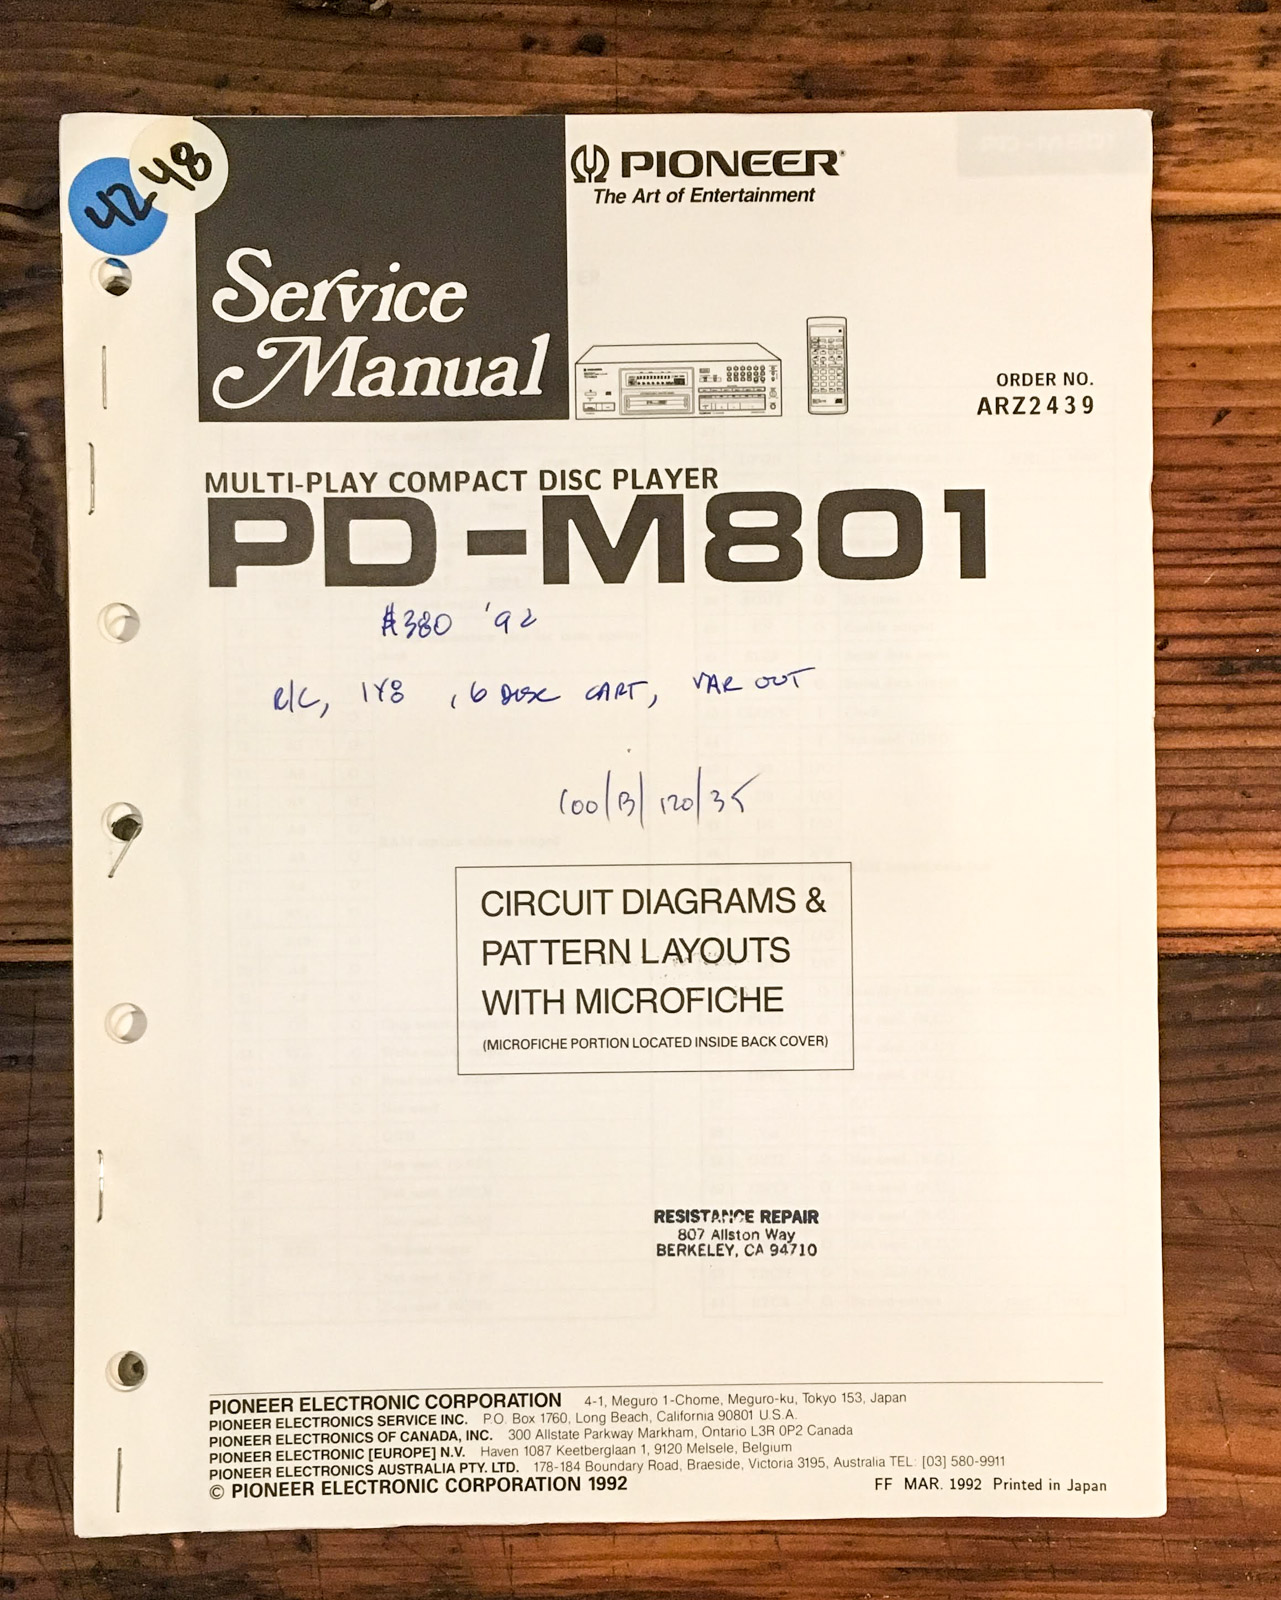 42
48
PIONEER®
The Art of Entertainment
Service
Manual
ORDER NO.
ARZ2439
MULTI-PLAY COMPACT DISC PLAYER
PD-M801
$380 '92
R/C, 1Y8 , 6 DISC CART, VAR OUT
100/B/120/35
CIRCUIT DIAGRAMS &
PATTERN LAYOUTS
WITH MICROFICHE
(MICROFICHE PORTION LOCATED INSIDE BACK COVER)
RESISTANCE REPAIR
807 Allston Way
BERKELEY, CA 94710
PIONEER ELECTRONIC CORPORATION 4-1, Meguro 1-Chome, Meguro-ku, Tokyo 153, Japan
PIONEER ELECTRONICS SERVICE INC. P.O. Box 1760, Long Beach, California 90801 U.S.A.
PIONEER ELECTRONICS OF CANADA, INC. 300 Allstate Parkway Markham, Ontario L3R 0P2 Canada
PIONEER ELECTRONIC [EUROPE] N.V. Haven 1087 Keetberglaan 1, 9120 Melsele, Belgium
PIONEER ELECTRONICS AUSTRALIA PTY. LTD. 178-184 Boundary Road, Braeside, Victoria 3195, Australia TEL: [03] 580-9911
© PIONEER ELECTRONIC CORPORATION 1992
FF MAR. 1992 Printed in Japan